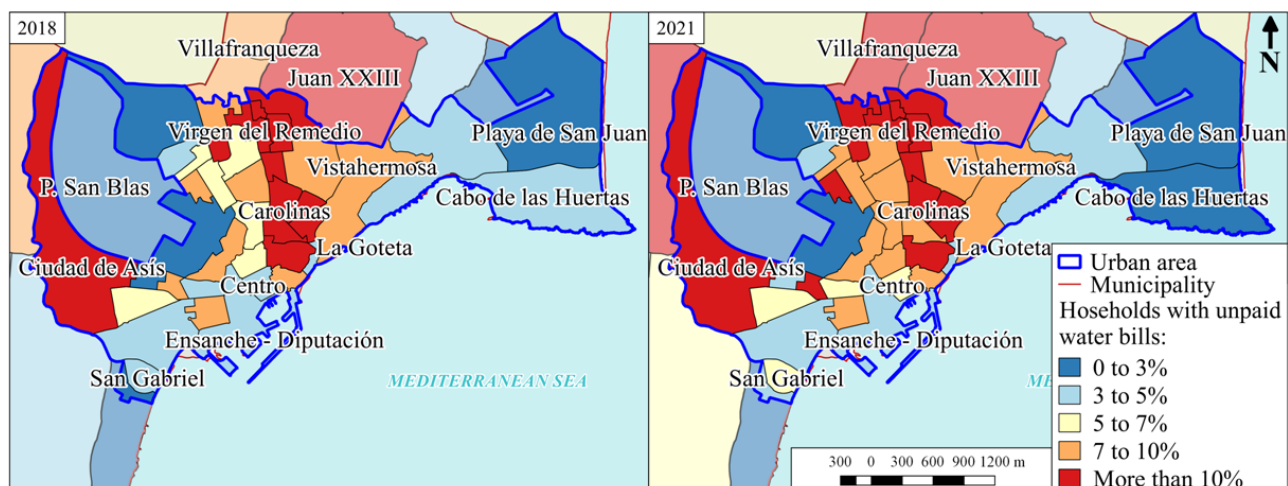 2018
Villafranqueza
Juan XXIII
Virgen del Remedio
Playa de San Juan
Vistahermosa
P. San Blas
Cabo de las Huertas
Carolinas
La Goteta
Ciudad de Asís
Centro
Ensanche - Diputación
San Gabriel
MEDITERRANEAN SEA
2021
N
Villafranqueza
Juan XXIII
Virgen del Remedio
Playa de San Juan
Vistahermosa
P. San Blas
Cabo de las Huertas
Carolinas
La Goteta
Ciudad de Asís
Centro
Ensanche - Diputación
San Gabriel
ME
Urban area
Municipality
Hoseholds with unpaid
water bills:
0 to 3%
3 to 5%
5 to 7%
7 to 10%
More than 10%
300 0 300 600 900 1200 m